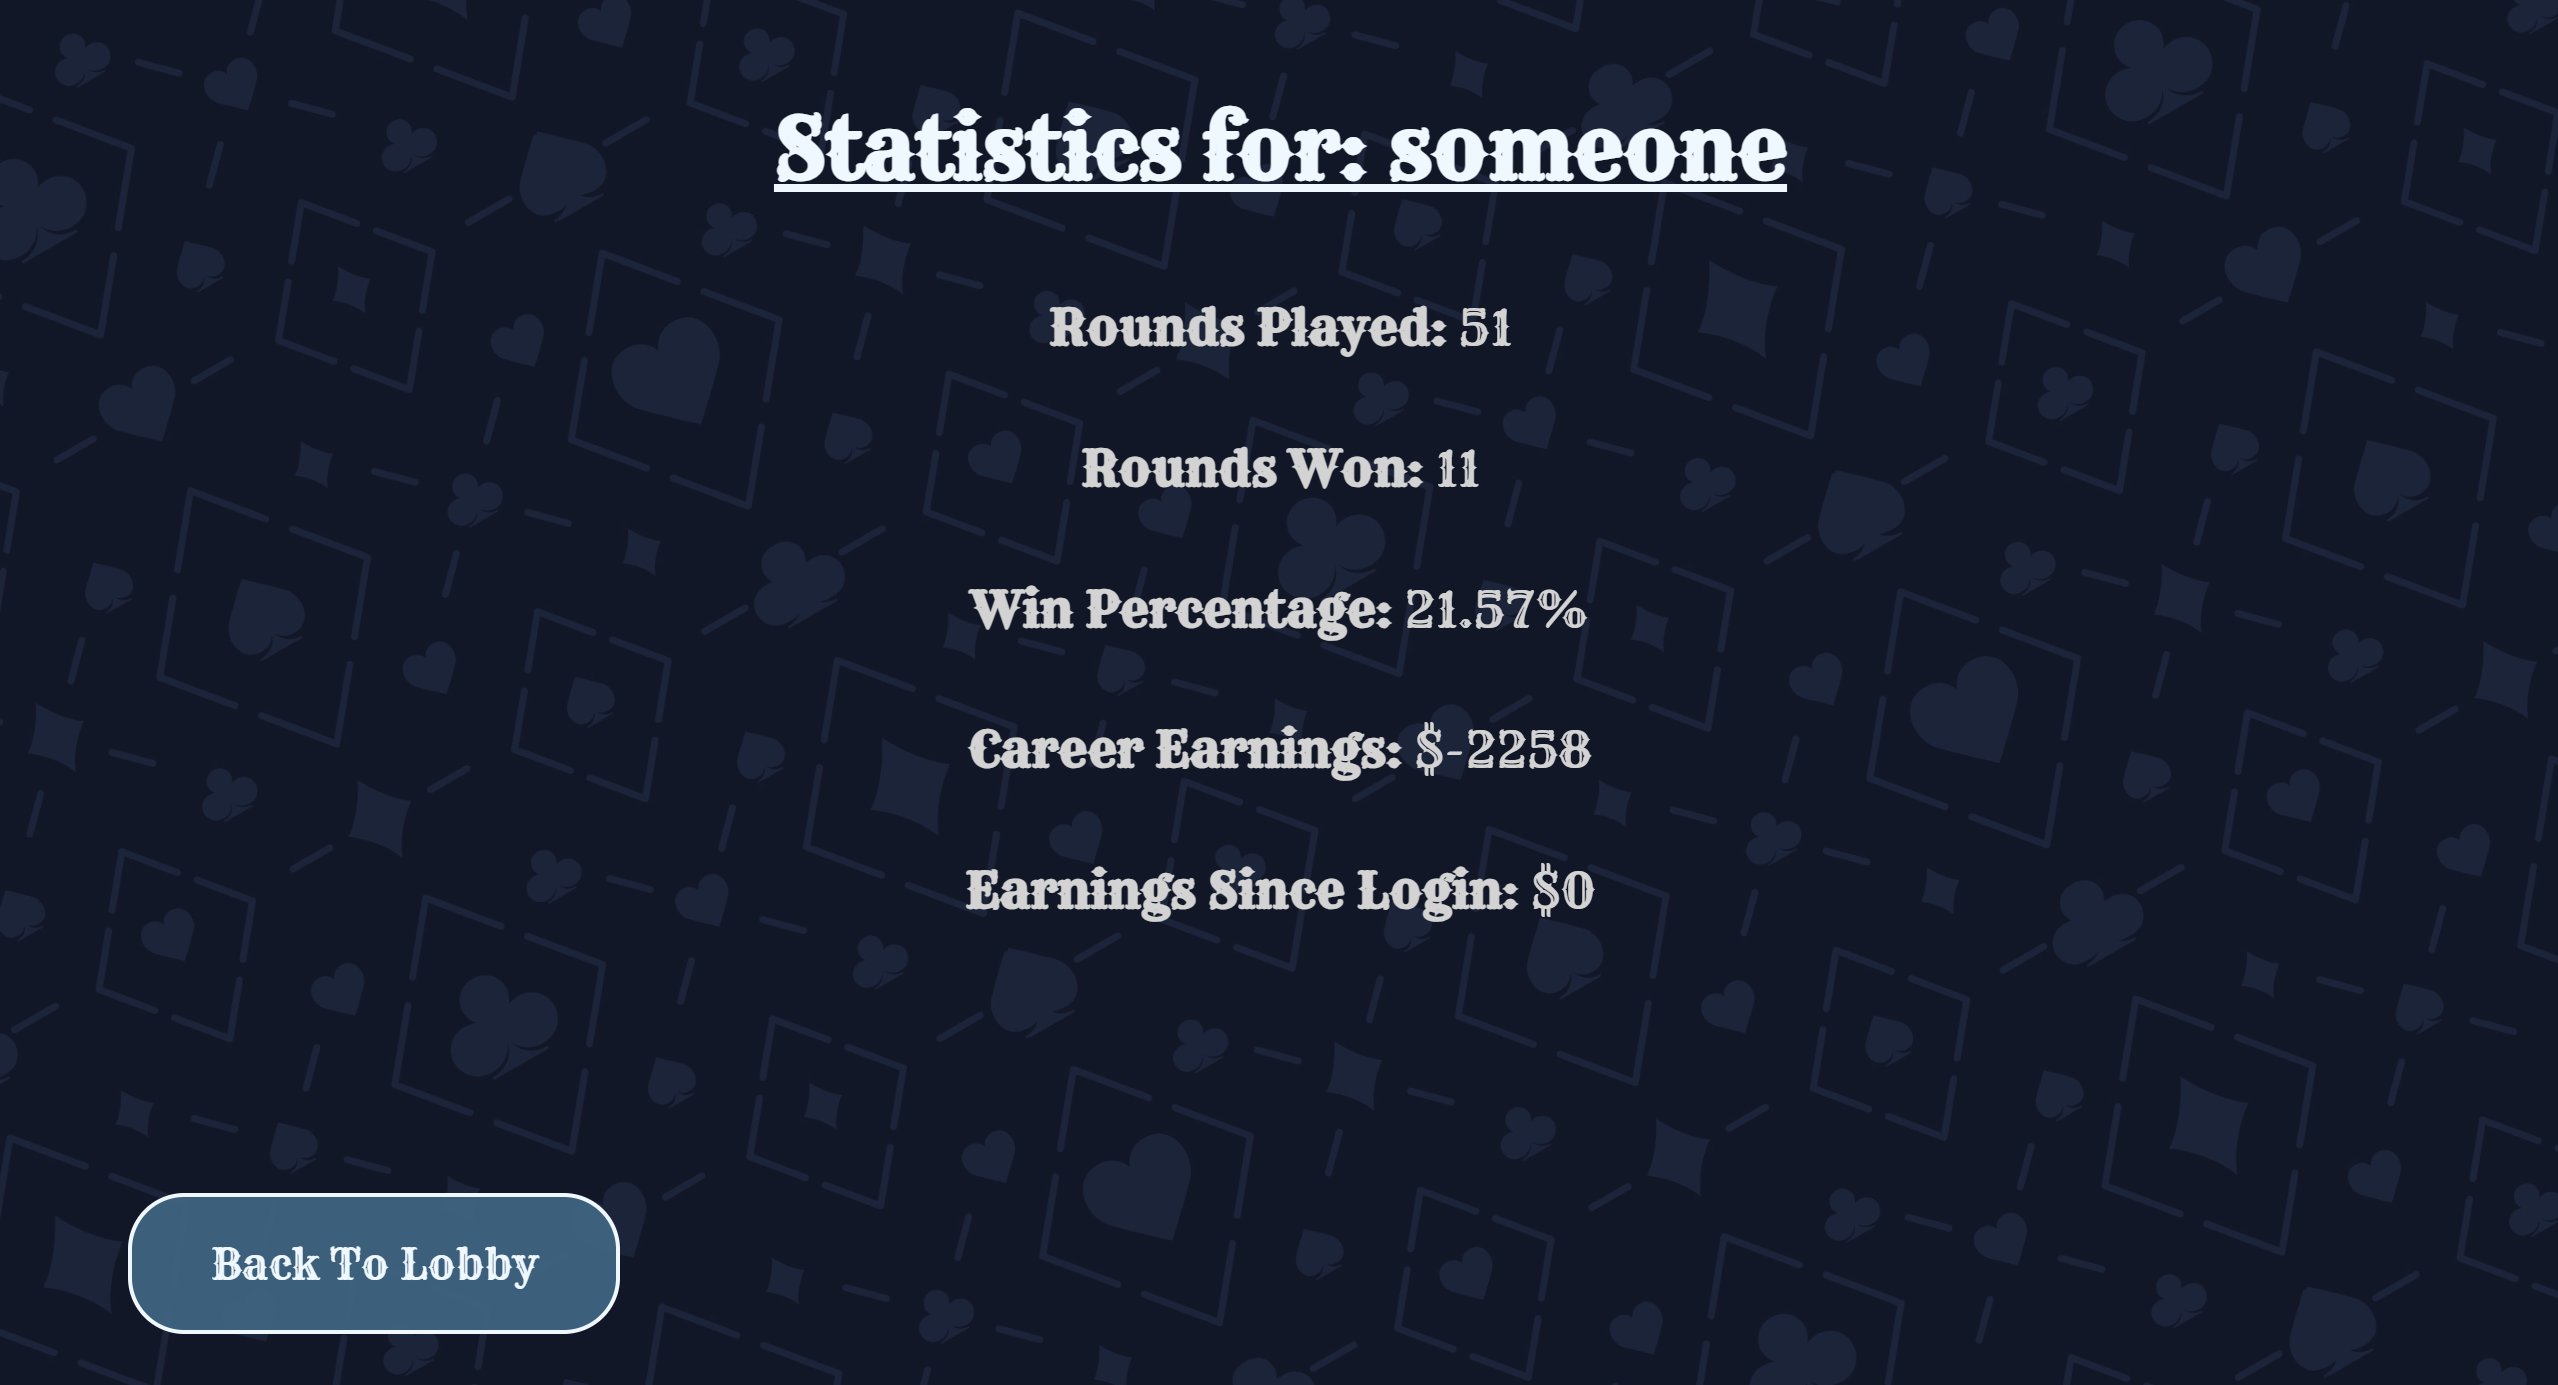 Statistics for: someone
Rounds Played: 51
Rounds Won: 11
Win Percentage: 21.57%
Career Earnings: $-2258
Earnings Since Login: $0
Back To Lobby